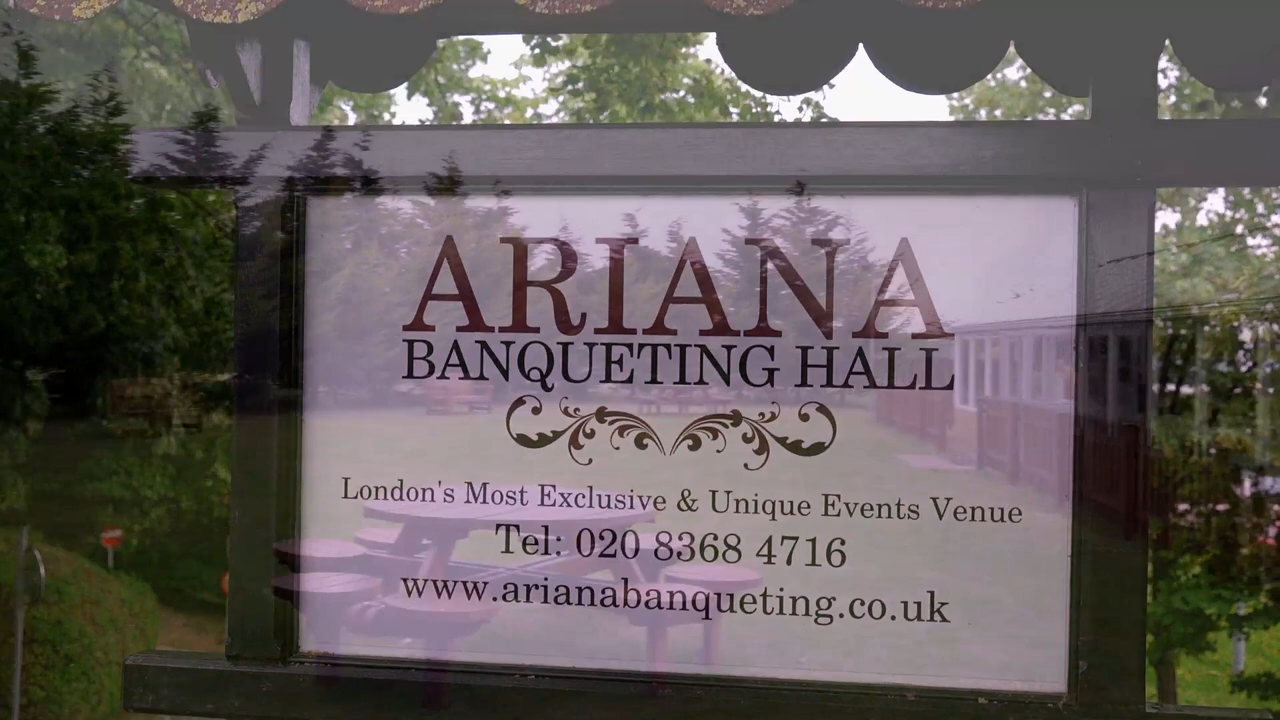 ARIANA
BANQUETING HALL
London's Most Exclusive & Unique Events Venue
Tel: 020 8368 4716
www.arianabanqueting.co.uk